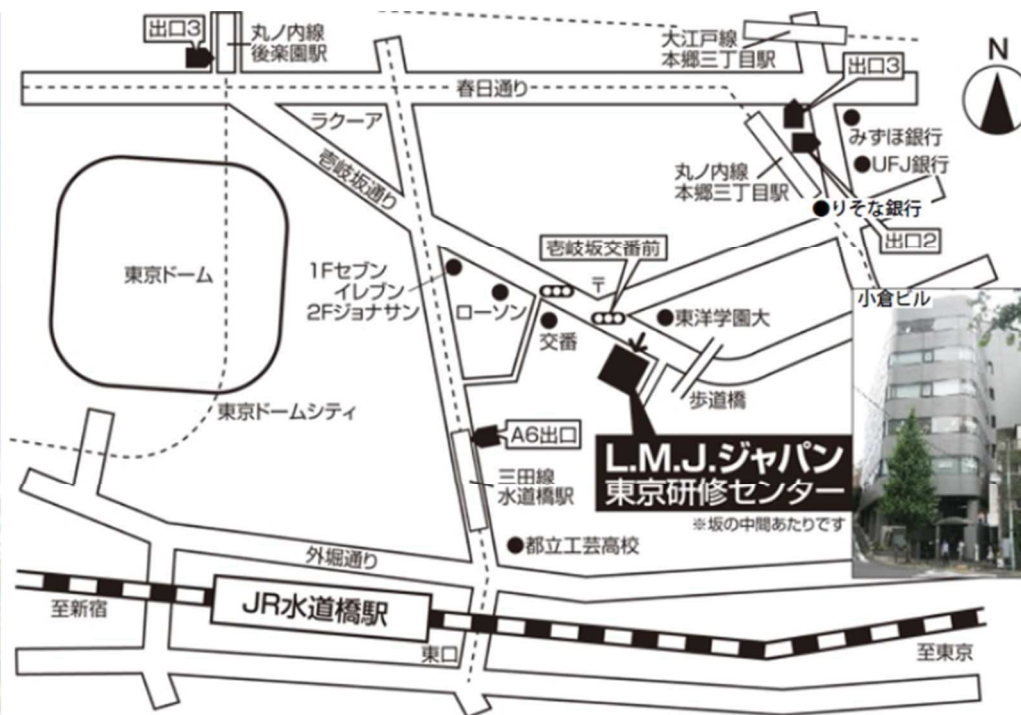 出口3
丸ノ内線
後楽園駅
大江戸線
本郷三丁目駅
出口3
N
春日通り
ラクーア
壱岐坂通り
みずほ銀行
UFJ銀行
丸ノ内線
本郷三丁目駅
りそな銀行
出口2
東京ドーム
壱岐坂交番前
〒
1Fセブン
イレブン
2Fジョナサン
ローソン
交番
東洋学園大
小倉ビル
歩道橋
東京ドームシティ
A6出口
L.M.J.ジャパン
東京研修センター
※坂の中間あたりです
三田線
水道橋駅
都立工芸高校
外堀通り
至新宿
JR水道橋駅
東口
至東京